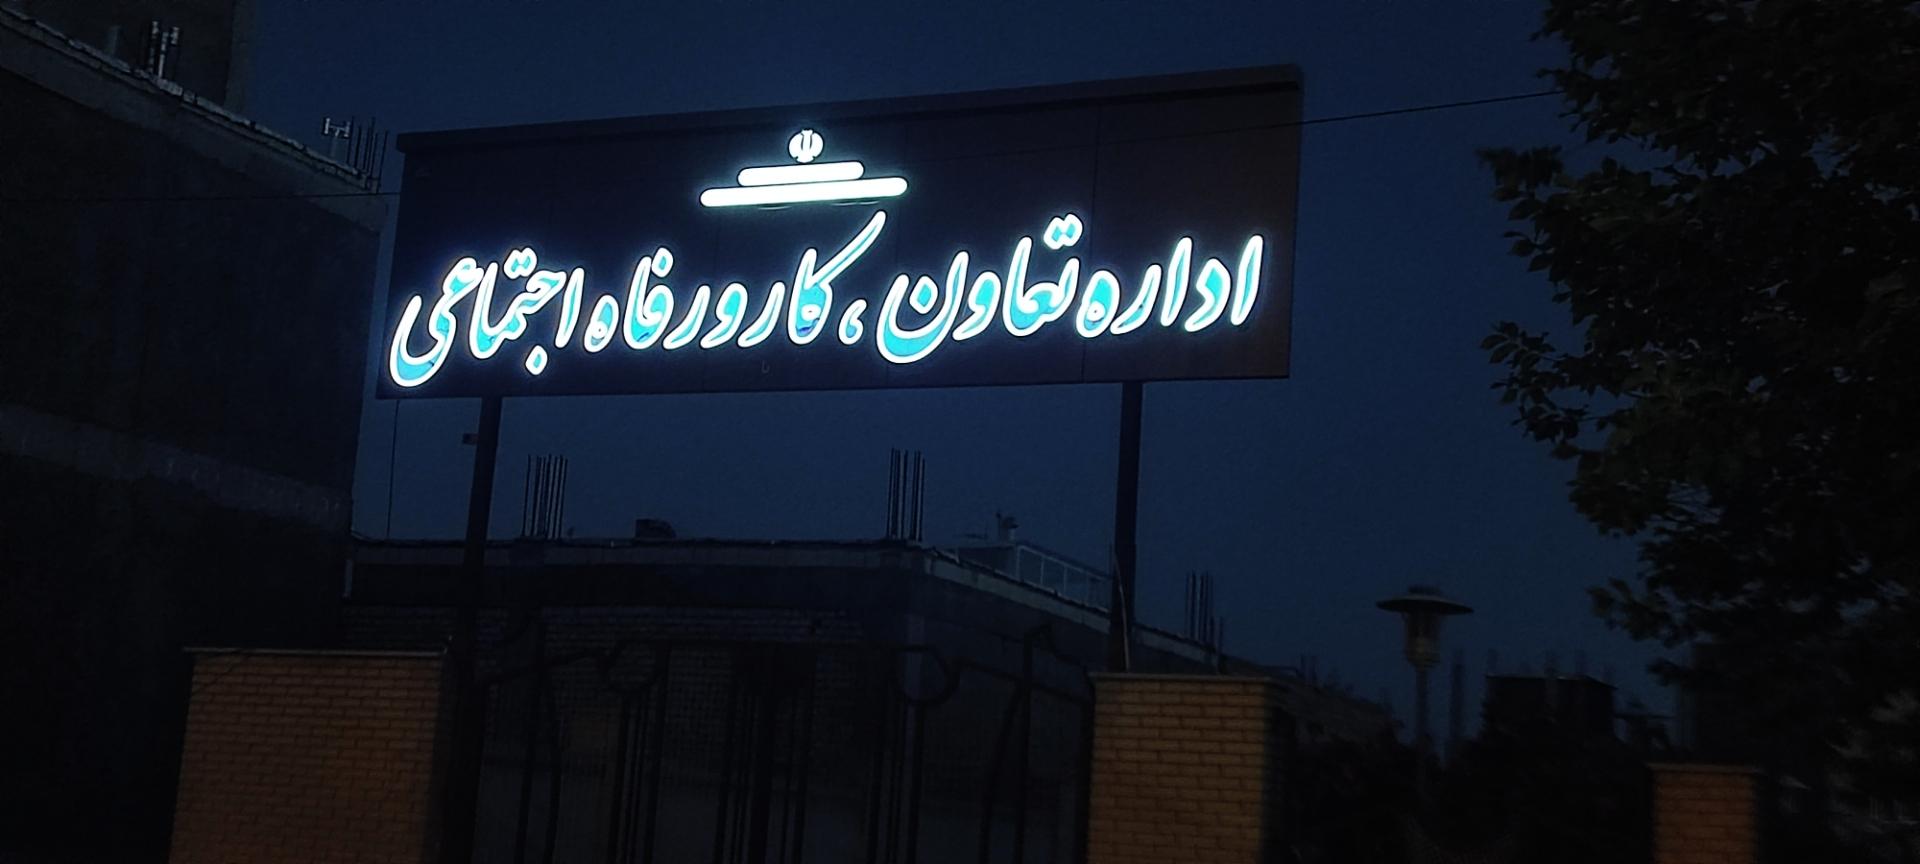 اداره تعاون، کار و رفاه اجتماعی